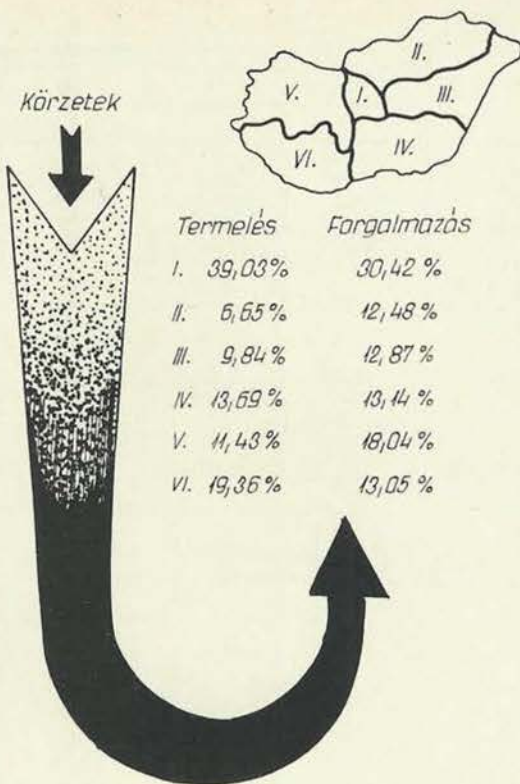 II.
V.
I.
III.
VI.
IV.
Körzetek
Termelés Forgalmazás
I. 39,03% 30,42 %
II. 6,65% 12,48 %
III. 9,84% 12,87 %
IV. 13,69% 13,14 %
V. 11,43% 18,04 %
VI. 19,36% 13,05 %